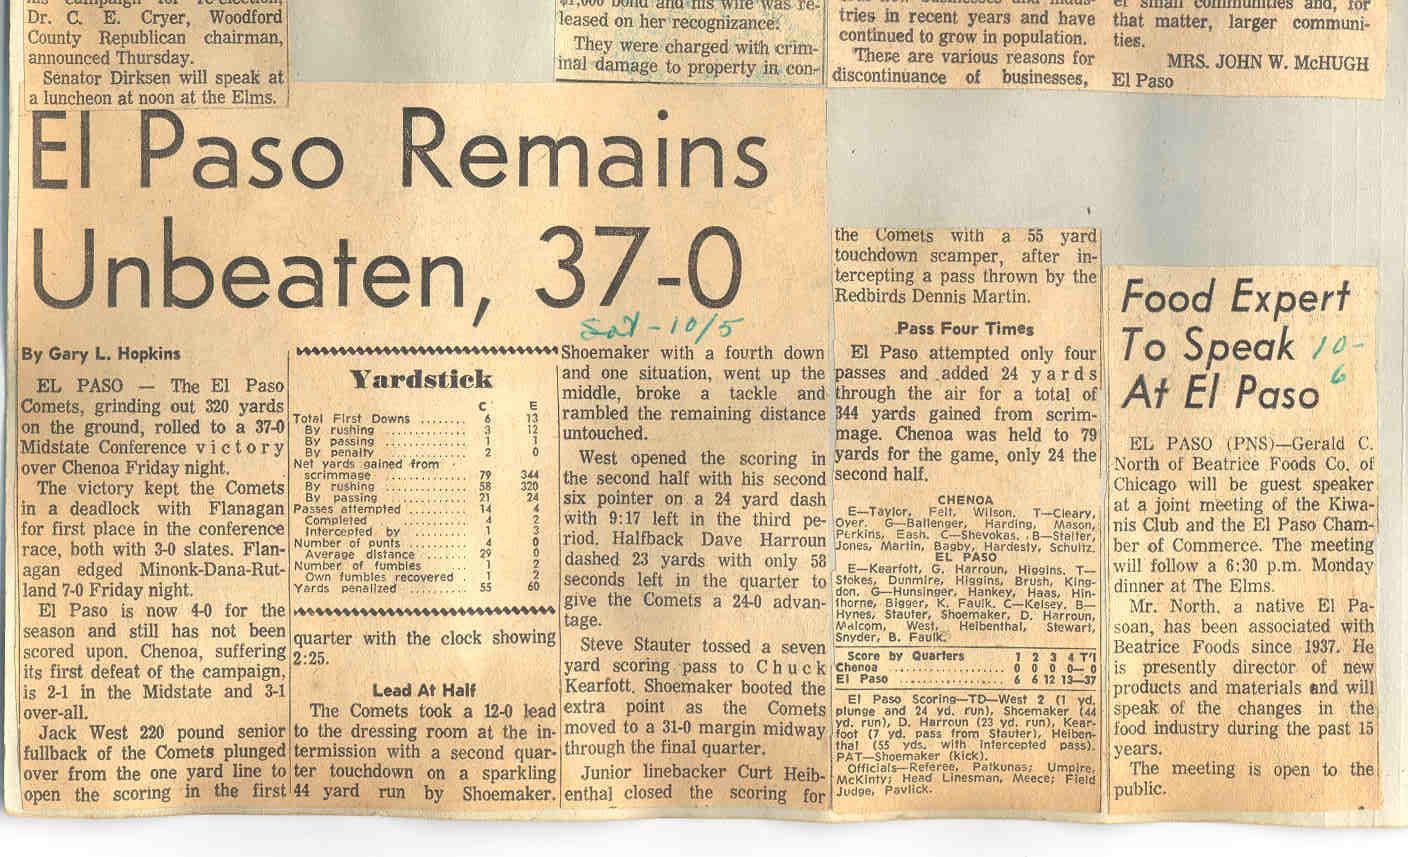 his campaign for re-election,
Dr. C. E. Cryer, Woodford
County Republican chairman,
announced Thursday.
Senator Dirksen will speak at
a luncheon at noon at the Elms.
$1,000 bond and his wife was re-
leased on her recognizance.
They were charged with crim-
inal damage to property in con-
tries in recent years and have
continued to grow in population.
There are various reasons for
discontinuance of businesses,
of small communities and, for
that matter, larger communi-
ties.
MRS. JOHN W. McHUGH
El Paso
El Paso Remains
Unbeaten, 37-0
Sat - 10/5
By Gary L. Hopkins
EL PASO — The El Paso
Comets, grinding out 320 yards
on the ground, rolled to a 37-0
Midstate Conference victory
over Chenoa Friday night.
The victory kept the Comets
in a deadlock with Flanagan
for first place in the conference
race, both with 3-0 slates. Flan-
agan edged Minonk-Dana-Rut-
land 7-0 Friday night.
El Paso is now 4-0 for the
season and still has not been
scored upon. Chenoa, suffering
its first defeat of the campaign,
is 2-1 in the Midstate and 3-1
over-all.
Jack West 220 pound senior
fullback of the Comets plunged
over from the one yard line to
open the scoring in the first
Yardstick
C E
Total First Downs ........ 6 13
By rushing ............ 3 12
By passing ............ 1 1
By penalty ............ 2 0
Net yards gained from
scrimmage ............ 79 344
By rushing ............ 58 320
By passing ............ 21 24
Passes attempted ........ 14 4
Completed ............ 4 2
Intercepted by ........ 1 3
Number of punts ........ 4 0
Average distance ........ 29 0
Number of fumbles ... 1 2
Own fumbles recovered . 1 2
Yards penalized ........ 55 60
quarter with the clock showing
2:25.
Lead At Half
The Comets took a 12-0 lead
to the dressing room at the in-
termission with a second quar-
ter touchdown on a sparkling
44 yard run by Shoemaker.
Shoemaker with a fourth down
and one situation, went up the
middle, broke a tackle and
rambled the remaining distance
untouched.
West opened the scoring in
the second half with his second
six pointer on a 24 yard dash
with 9:17 left in the third pe-
riod. Halfback Dave Harroun
dashed 23 yards with only 58
seconds left in the quarter to
give the Comets a 24-0 advan-
tage.
Steve Stauter tossed a seven
yard scoring pass to Chuck
Kearfott. Shoemaker booted the
extra point as the Comets
moved to a 31-0 margin midway
through the final quarter.
Junior linebacker Curt Heib-
enthal closed the scoring for
the Comets with a 55 yard
touchdown scamper, after in-
tercepting a pass thrown by the
Redbirds Dennis Martin.
Pass Four Times
El Paso attempted only four
passes and added 24 yards
through the air for a total of
344 yards gained from scrim-
mage. Chenoa was held to 79
yards for the game, only 24 the
second half.
CHENOA
E—Taylor, Felt, Wilson. T—Cleary,
Over. G—Ballenger, Harding, Mason,
Perkins, Eash. C—Shevokas. B—Stalter,
Jones, Martin, Bagby, Hardesty, Schultz.
EL PASO
E—Kearfott, G. Harroun, Higgins. T—
Stokes, Dunmire, Higgins, Brush, King-
don. G—Hunsinger, Hankey, Haas, Hin-
thorne, Bigger, K. Faulk. C—Kelsey. B—
Hynes, Stauter, Shoemaker, D. Harroun,
Malcom, West, Helbenthal, Stewart,
Snyder, B. Faulk.
Score by Quarters 1 2 3 4 T'l
Chenoa .................... 0 0 0 0— 0
El Paso .................... 6 6 12 13—37
El Paso Scoring—TD—West 2 (1 yd.
plunge and 24 yd. run), Shoemaker (44
yd. run), D. Harroun (23 yd. run), Kear-
foot (7 yd. pass from Stauter), Heiben-
thal (55 yds. with intercepted pass).
PAT—Shoemaker (kick).
Officials—Referee, Patkunas; Umpire,
McKinty; Head Linesman, Meece; Field
Judge, Pavlick.
Food Expert
To Speak
At El Paso
10-
6
EL PASO (PNS)—Gerald C.
North of Beatrice Foods Co. of
Chicago will be guest speaker
at a joint meeting of the Kiwa-
nis Club and the El Paso Cham-
ber of Commerce. The meeting
will follow a 6:30 p.m. Monday
dinner at The Elms.
Mr. North, a native El Pa-
soan, has been associated with
Beatrice Foods since 1937. He
is presently director of new
products and materials and will
speak of the changes in the
food industry during the past 15
years.
The meeting is open to the
public.